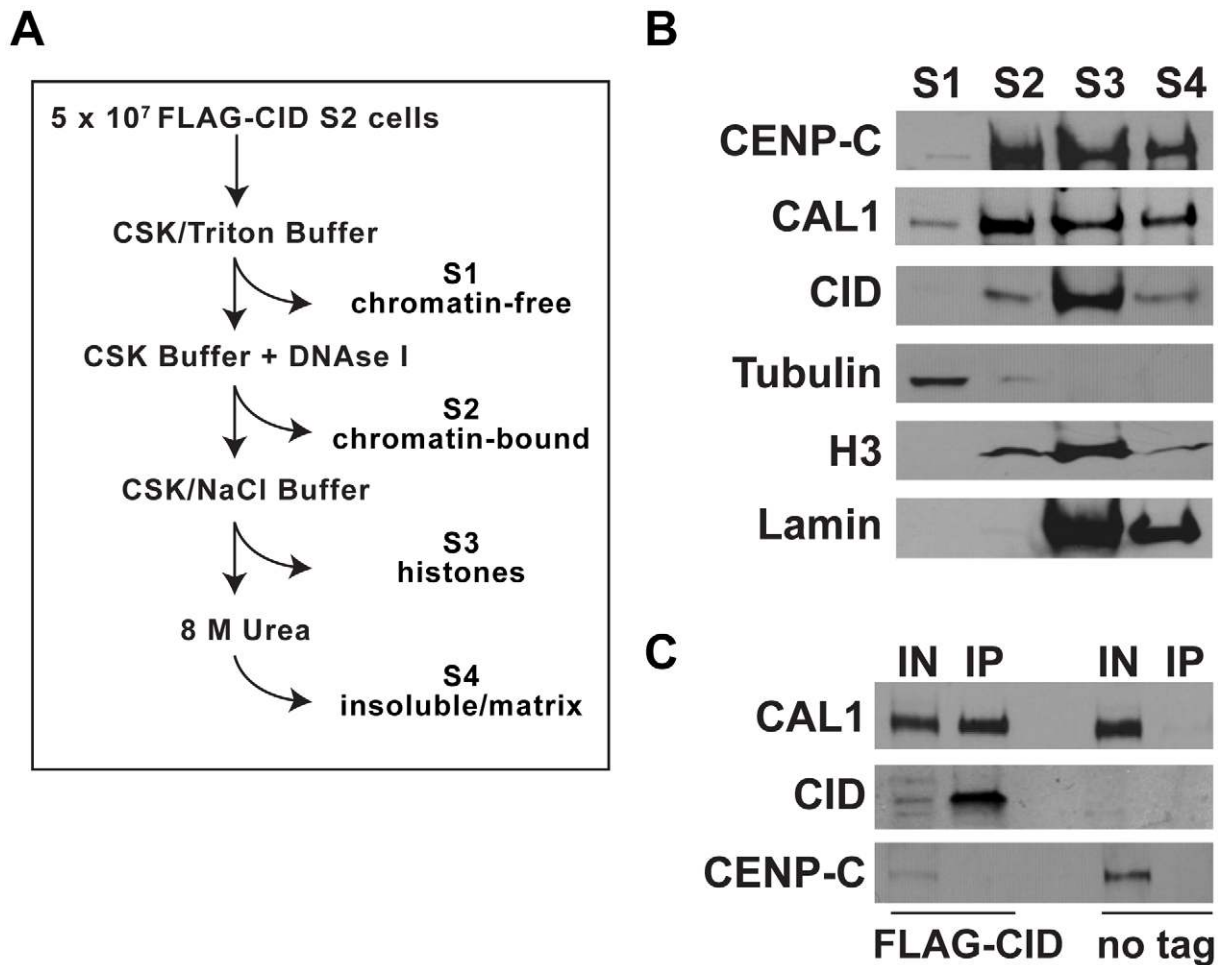 A
5 x 10⁷ FLAG-CID S2 cells
CSK/Triton Buffer
S1
chromatin-free
CSK Buffer + DNAse I
S2
chromatin-bound
CSK/NaCl Buffer
S3
histones
8 M Urea
S4
insoluble/matrix
B
S1 S2 S3 S4
CENP-C
CAL1
CID
Tubulin
H3
Lamin
C
IN IP IN IP
CAL1
CID
CENP-C
FLAG-CID no tag